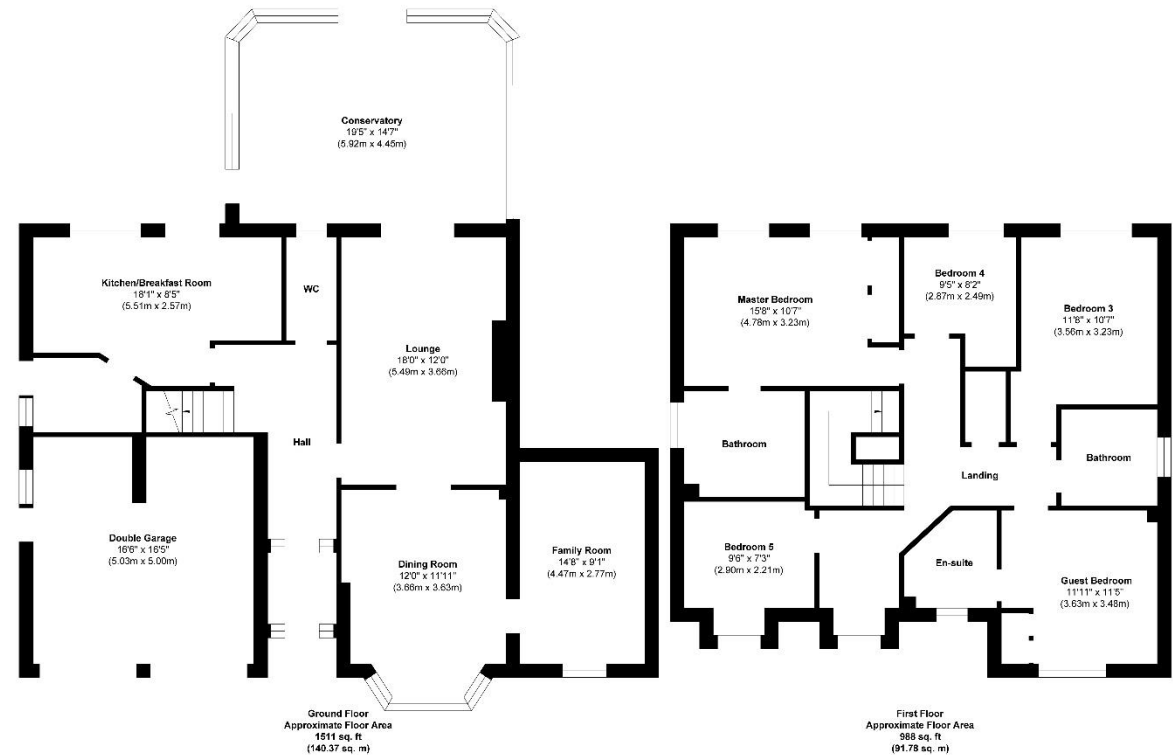 Conservatory
19'5" x 14'7"
(5.92m x 4.45m)
Kitchen/Breakfast Room
18'1" x 8'5"
(5.51m x 2.57m)
WC
Lounge
18'0" x 12'0"
(5.49m x 3.66m)
Hall
Double Garage
16'6" x 16'5"
(5.03m x 5.00m)
Dining Room
12'0" x 11'11"
(3.66m x 3.63m)
Family Room
14'8" x 9'1"
(4.47m x 2.77m)
Ground Floor
Approximate Floor Area
1511 sq. ft
(140.37 sq. m)
Master Bedroom
15'8" x 10'7"
(4.78m x 3.23m)
Bedroom 4
9'5" x 8'2"
(2.87m x 2.49m)
Bedroom 3
11'8" x 10'7"
(3.56m x 3.23m)
Bathroom
Landing
Bathroom
Bedroom 5
9'6" x 7'3"
(2.90m x 2.21m)
En-suite
Guest Bedroom
11'11" x 11'5"
(3.63m x 3.48m)
First Floor
Approximate Floor Area
988 sq. ft
(91.78 sq. m)